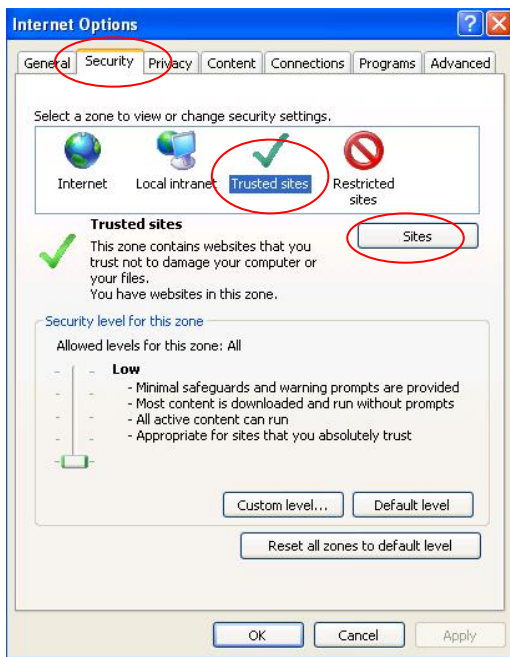 Internet Options
General Security Privacy Content Connections Programs Advanced
Select a zone to view or change security settings.
Internet Local intranet Trusted sites Restricted
sites
Trusted sites
Sites
This zone contains websites that you
trust not to damage your computer or
your files.
You have websites in this zone.
Security level for this zone
Allowed levels for this zone: All
Low
- Minimal safeguards and warning prompts are provided
- Most content is downloaded and run without prompts
- All active content can run
- Appropriate for sites that you absolutely trust
Custom level... Default level
Reset all zones to default level
OK Cancel Apply